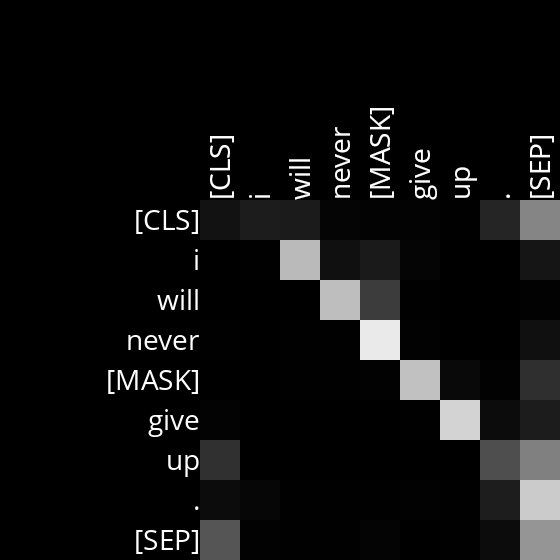 [CLS] i will never [MASK] give up . [SEP]
[CLS]
i
will
never
[MASK]
give
up
.
[SEP]